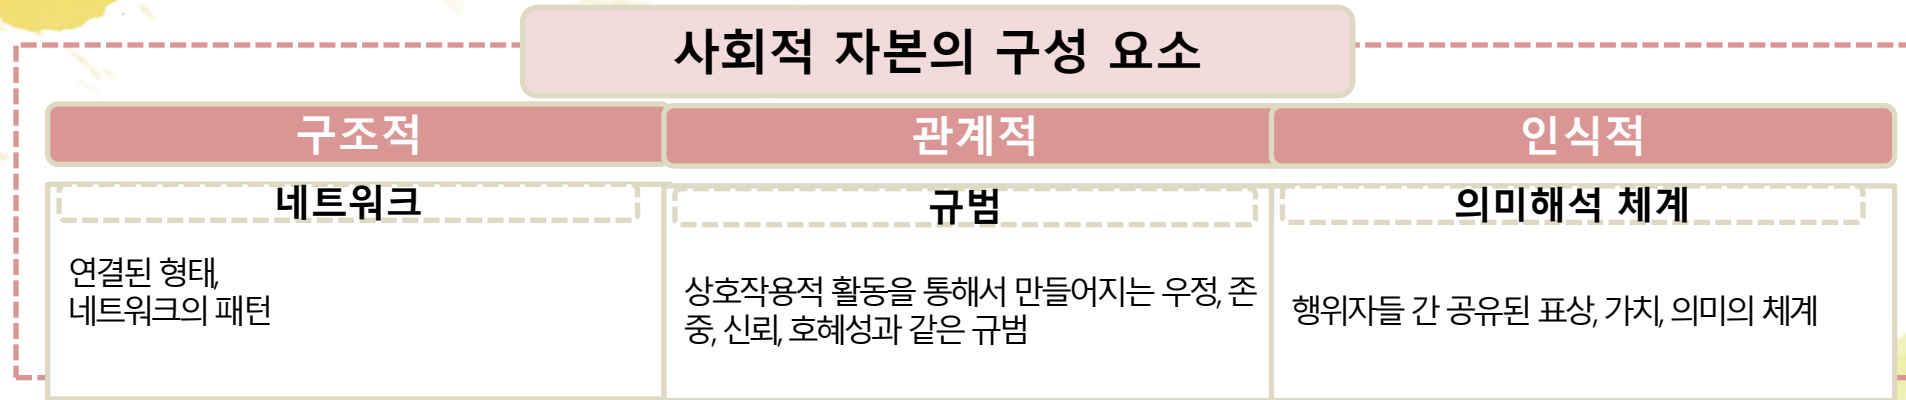 사회적 자본의 구성 요소
구조적
관계적
인식적
네트워크
규범
의미해석 체계
연결된 형태,
네트워크의 패턴
상호작용적 활동을 통해서 만들어지는 우정, 존
중, 신뢰, 호혜성과 같은 규범
행위자들 간 공유된 표상, 가치, 의미의 체계